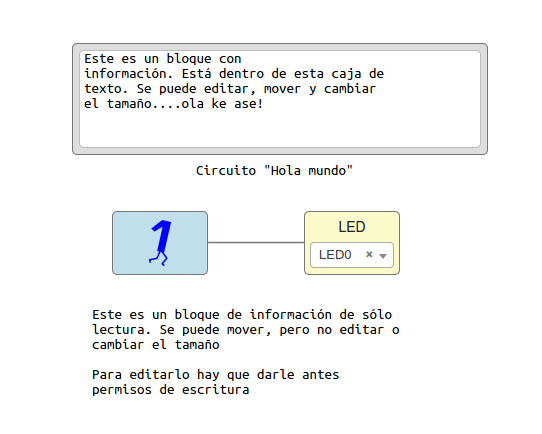 Este es un bloque con
información. Está dentro de esta caja de
texto. Se puede editar, mover y cambiar
el tamaño....ola ke ase!
Circuito "Hola mundo"
1
LED
LED0 ×
Este es un bloque de información de sólo
lectura. Se puede mover, pero no editar o
cambiar el tamaño
Para editarlo hay que darle antes
permisos de escritura